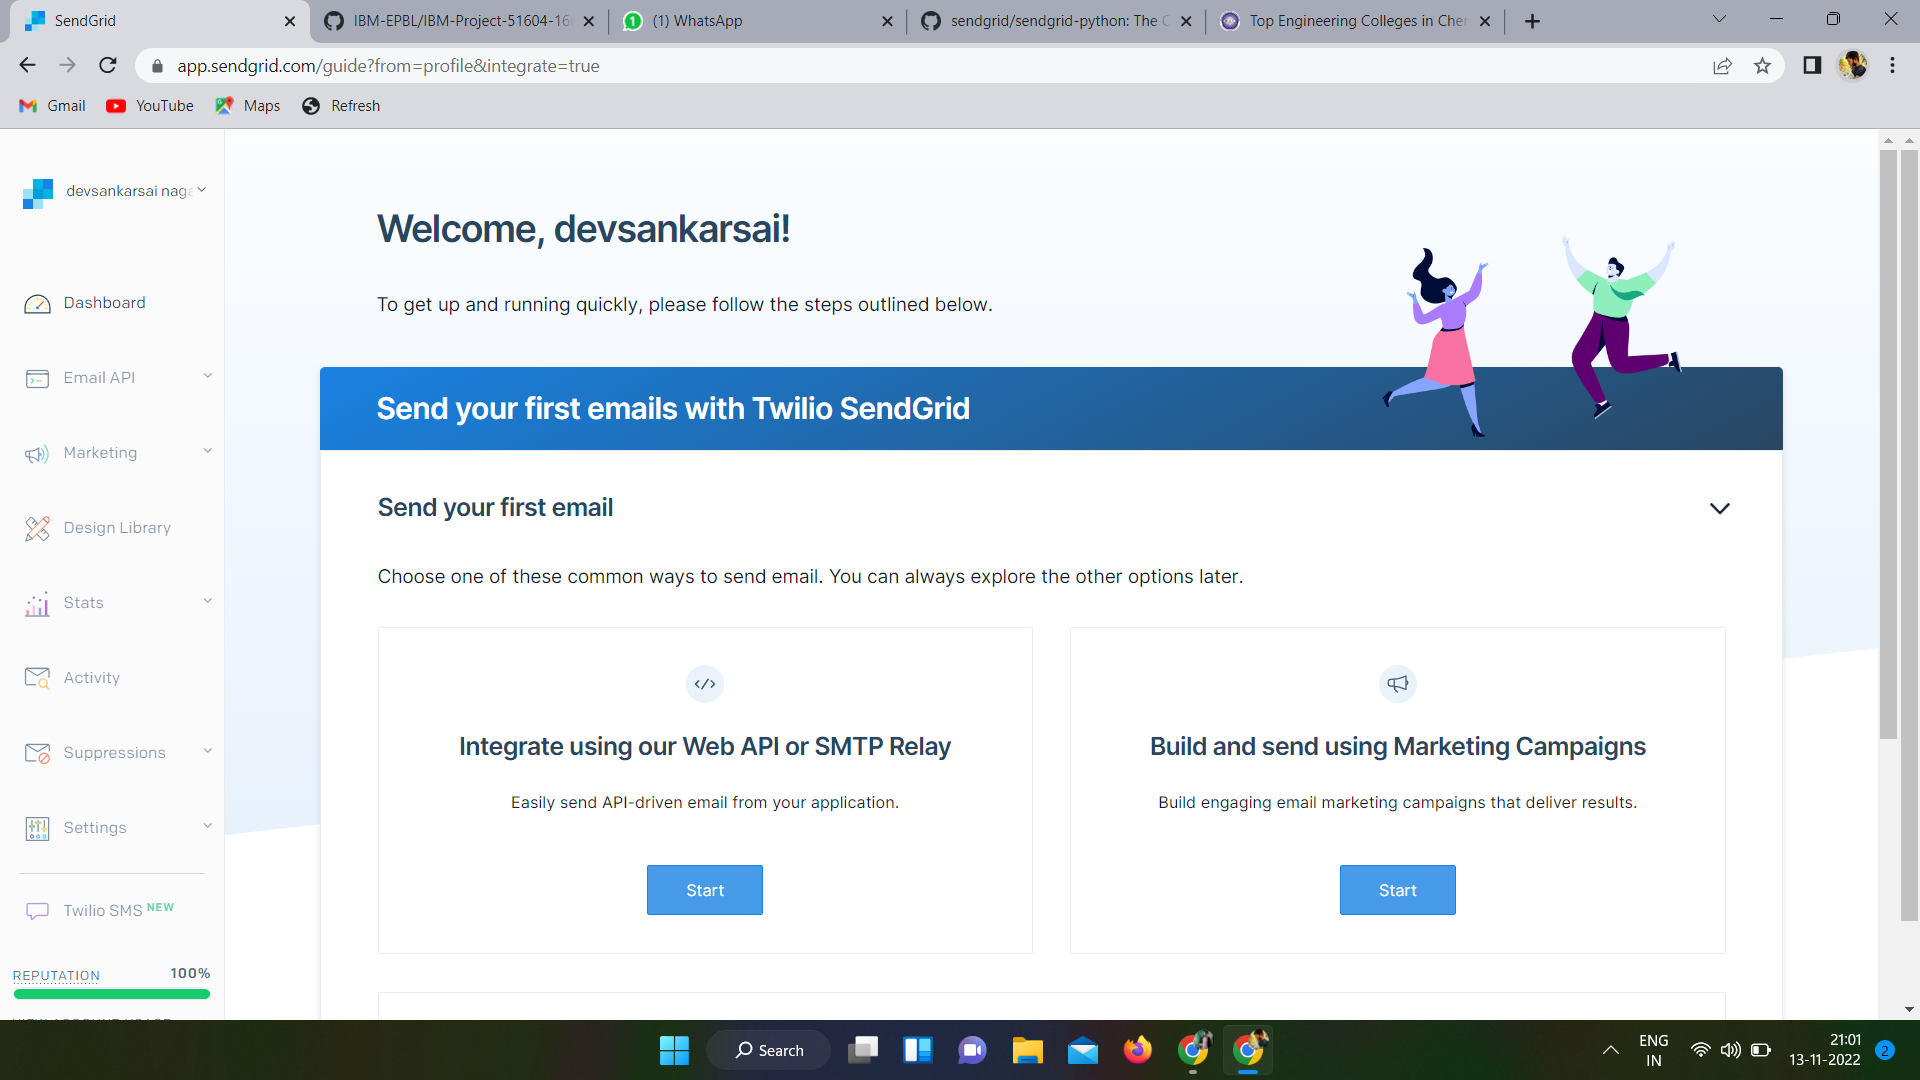 SendGrid
IBM-EPBL/IBM-Project-51604-16
(1) WhatsApp
sendgrid/sendgrid-python: The
Top Engineering Colleges in Cher
app.sendgrid.com/guide?from=profile&integrate=true
Gmail
YouTube
Maps
Refresh
devsankarsai naga
Dashboard
Email API
Marketing
Design Library
Stats
Activity
Suppressions
Settings
Twilio SMS NEW
REPUTATION 100%
Welcome, devsankarsai!
To get up and running quickly, please follow the steps outlined below.
Send your first emails with Twilio SendGrid
Send your first email
Choose one of these common ways to send email. You can always explore the other options later.
Integrate using our Web API or SMTP Relay
Easily send API-driven email from your application.
Start
Build and send using Marketing Campaigns
Build engaging email marketing campaigns that deliver results.
Start
Search
ENG
IN
21:01
13-11-2022
2